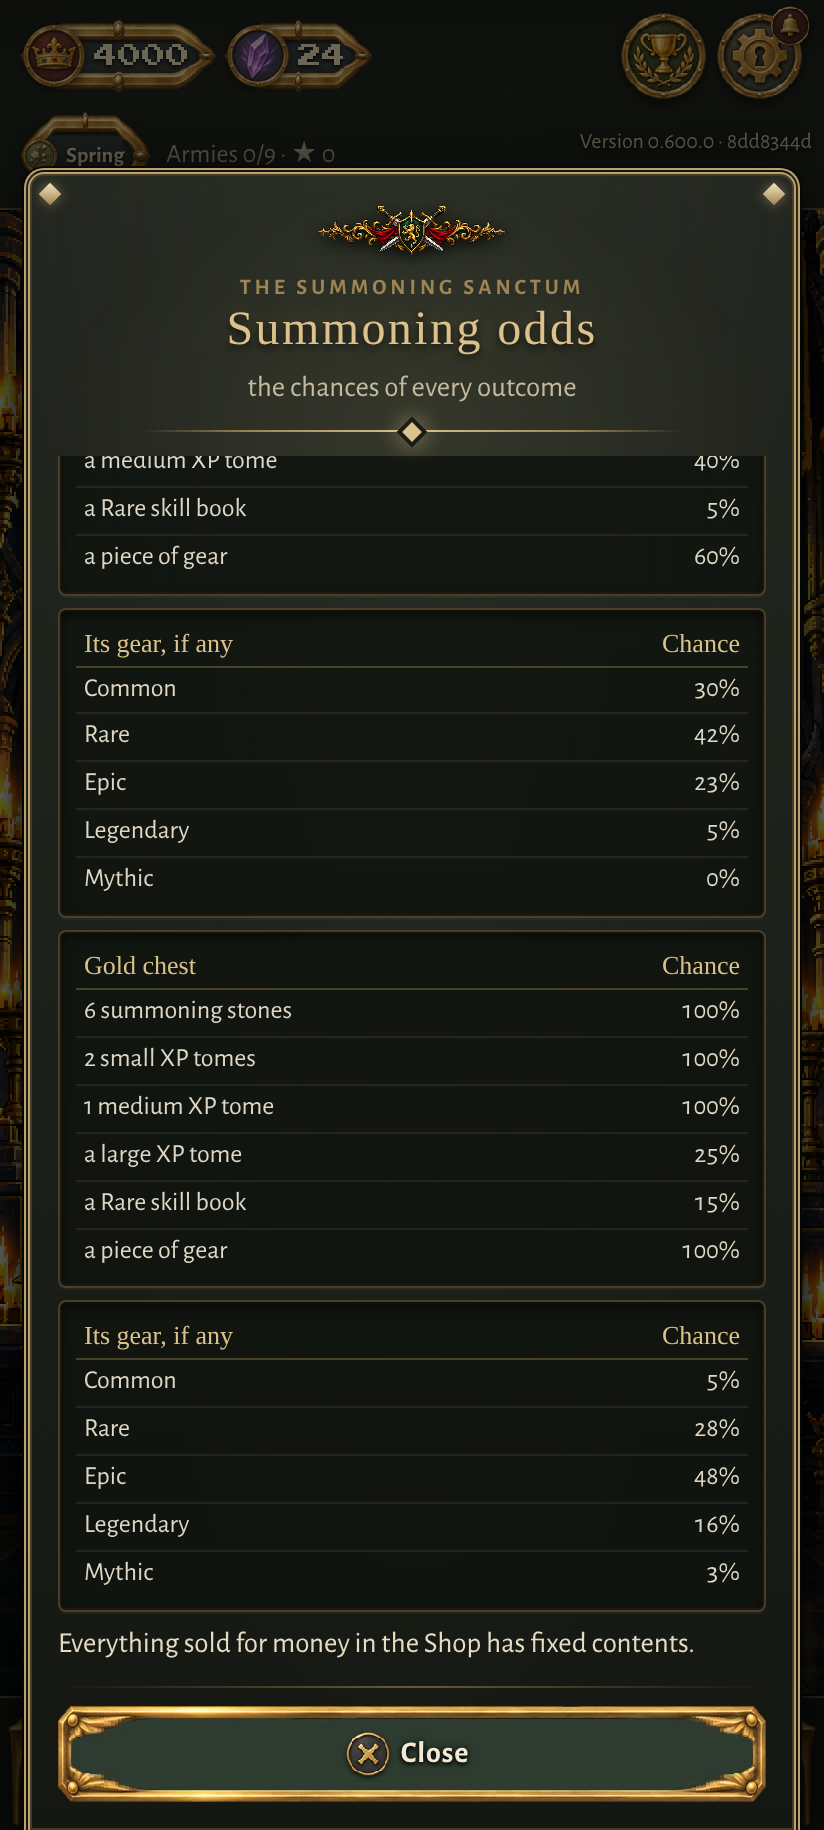 4000
24
Spring
Armies 0/9 · ★ 0
Version 0.600.0 · 8dd8344d
THE SUMMONING SANCTUM
Summoning odds
the chances of every outcome
a medium XP tome 40%
a Rare skill book 5%
a piece of gear 60%
Its gear, if any Chance
Common 30%
Rare 42%
Epic 23%
Legendary 5%
Mythic 0%
Gold chest Chance
6 summoning stones 100%
2 small XP tomes 100%
1 medium XP tome 100%
a large XP tome 25%
a Rare skill book 15%
a piece of gear 100%
Its gear, if any Chance
Common 5%
Rare 28%
Epic 48%
Legendary 16%
Mythic 3%
Everything sold for money in the Shop has fixed contents.
Close